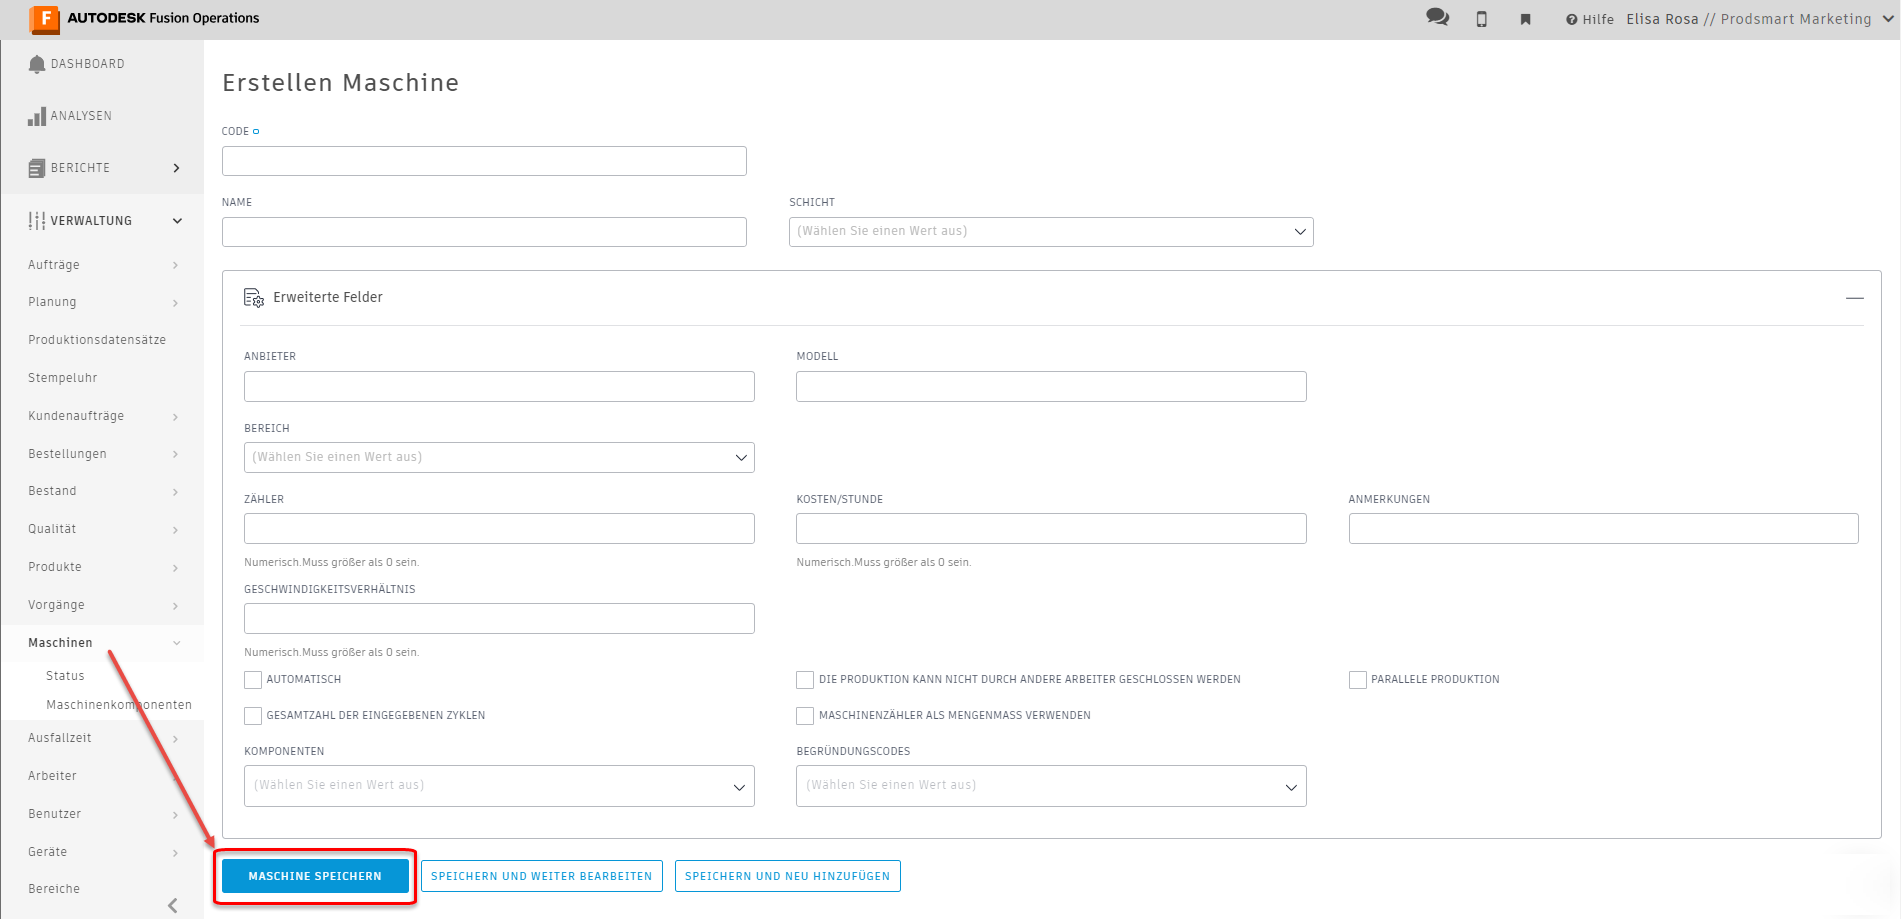 AUTODESK Fusion Operations
Hilfe Elisa Rosa // Prodsmart Marketing
DASHBOARD
ANALYSEN
BERICHTE
VERWALTUNG
Aufträge
Planung
Produktionsdatensätze
Stempeluhr
Kundenaufträge
Bestellungen
Bestand
Qualität
Produkte
Vorgänge
Maschinen
Status
Maschinenkomponenten
Ausfallzeit
Arbeiter
Benutzer
Geräte
Bereiche
Erstellen Maschine
CODE
NAME
SCHICHT
(Wählen Sie einen Wert aus)
Erweiterte Felder
ANBIETER
MODELL
BEREICH
(Wählen Sie einen Wert aus)
ZÄHLER
KOSTEN/STUNDE
ANMERKUNGEN
Numerisch.Muss größer als 0 sein.
Numerisch.Muss größer als 0 sein.
GESCHWINDIGKEITSVERHÄLTNIS
Numerisch.Muss größer als 0 sein.
AUTOMATISCH
DIE PRODUKTION KANN NICHT DURCH ANDERE ARBEITER GESCHLOSSEN WERDEN
PARALLELE PRODUKTION
GESAMTZAHL DER EINGEGEBENEN ZYKLEN
MASCHINENZÄHLER ALS MENGENMASS VERWENDEN
KOMPONENTEN
BEGRÜNDUNGSCODES
(Wählen Sie einen Wert aus)
(Wählen Sie einen Wert aus)
MASCHINE SPEICHERN
SPEICHERN UND WEITER BEARBEITEN
SPEICHERN UND NEU HINZUFÜGEN